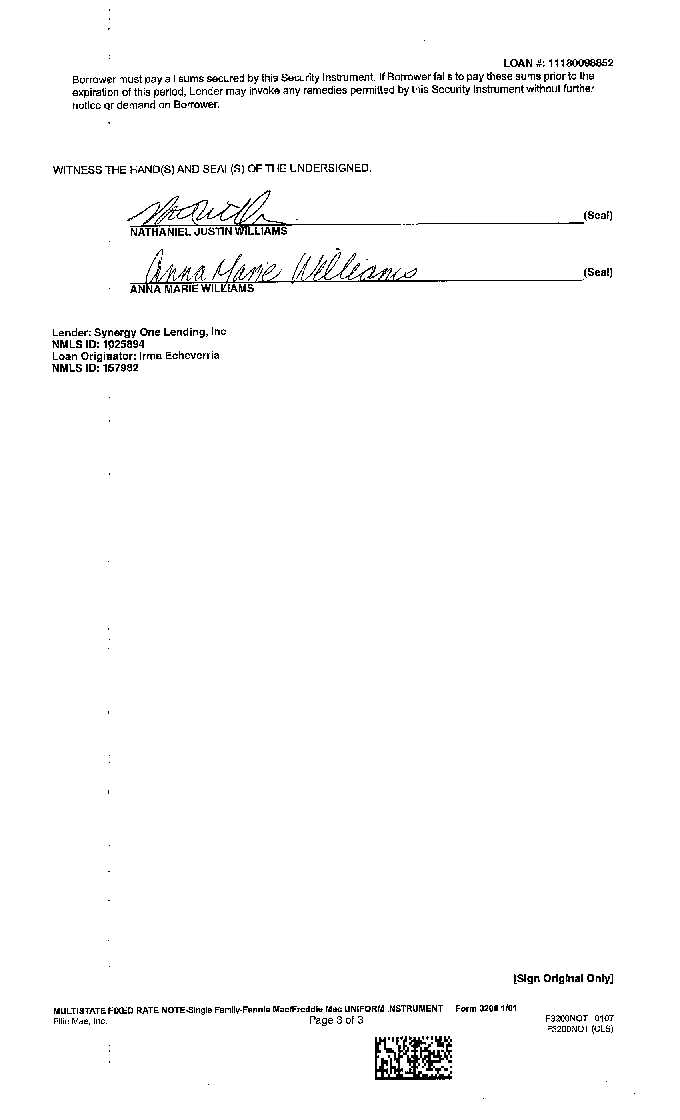 LOAN #: 11180098852
Borrower must pay all sums secured by this Security Instrument. If Borrower fails to pay these sums prior to the
expiration of this period, Lender may invoke any remedies permitted by this Security Instrument without further
notice or demand on Borrower.
WITNESS THE HAND(S) AND SEAL(S) OF THE UNDERSIGNED.
(Seal)
NATHANIEL JUSTIN WILLIAMS
Anna Marie Williams (Seal)
ANNA MARIE WILLIAMS
Lender: Synergy One Lending, Inc
NMLS ID: 1025894
Loan Originator: Irma Echeverria
NMLS ID: 157982
[Sign Original Only]
MULTISTATE FIXED RATE NOTE-Single Family-Fannie Mae/Freddie Mac UNIFORM INSTRUMENT Form 3200 1/01
Ellie Mae, Inc. Page 3 of 3 F3200NOT 0107
F3200NOT (CLS)